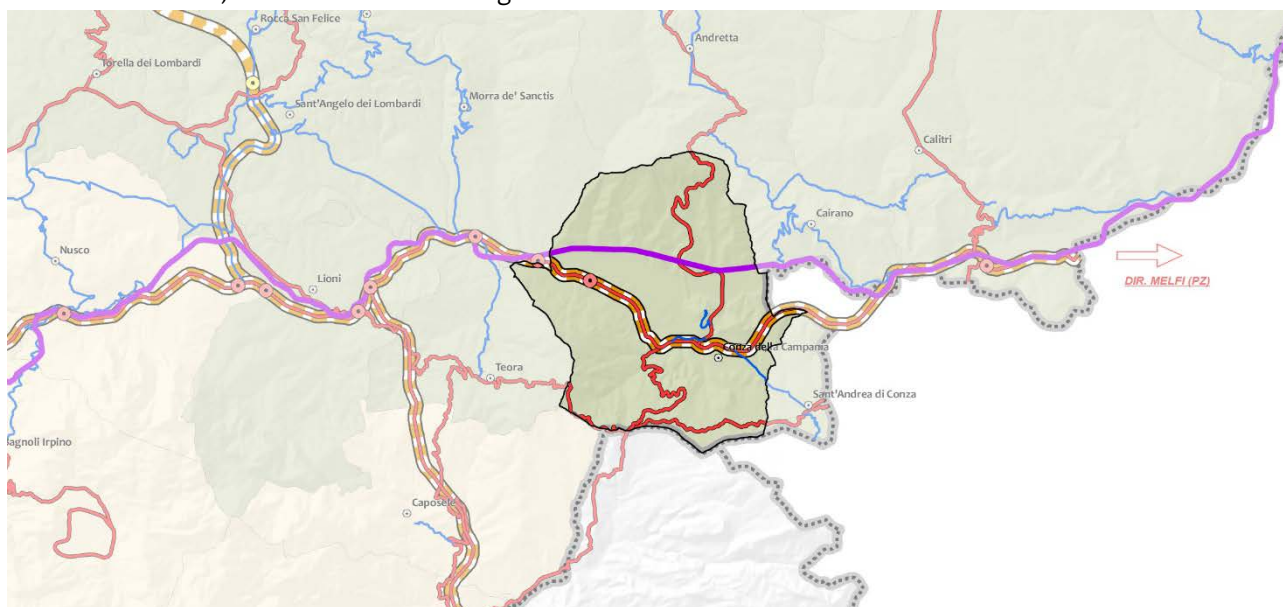 Rocca San Felice
Andretta
Torella dei Lombardi
Sant'Angelo dei Lombardi
Morra de' Sanctis
Calitri
Cairano
Nusco
Lioni
DIR. MELFI (PZ)
Conza della Campania
Teora
Sant'Andrea di Conza
Bagnoli Irpino
Caposele